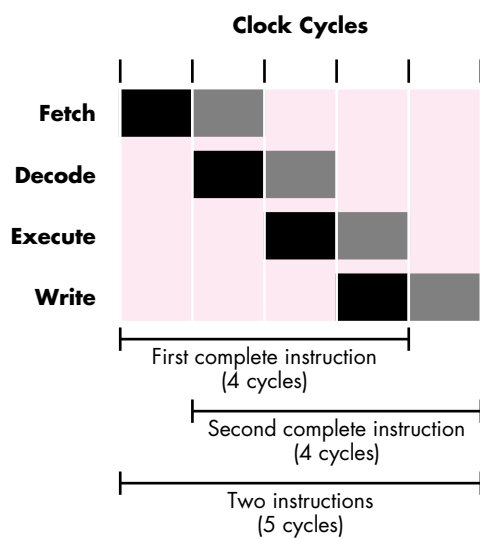 Clock Cycles
Fetch
Decode
Execute
Write
First complete instruction
(4 cycles)
Second complete instruction
(4 cycles)
Two instructions
(5 cycles)